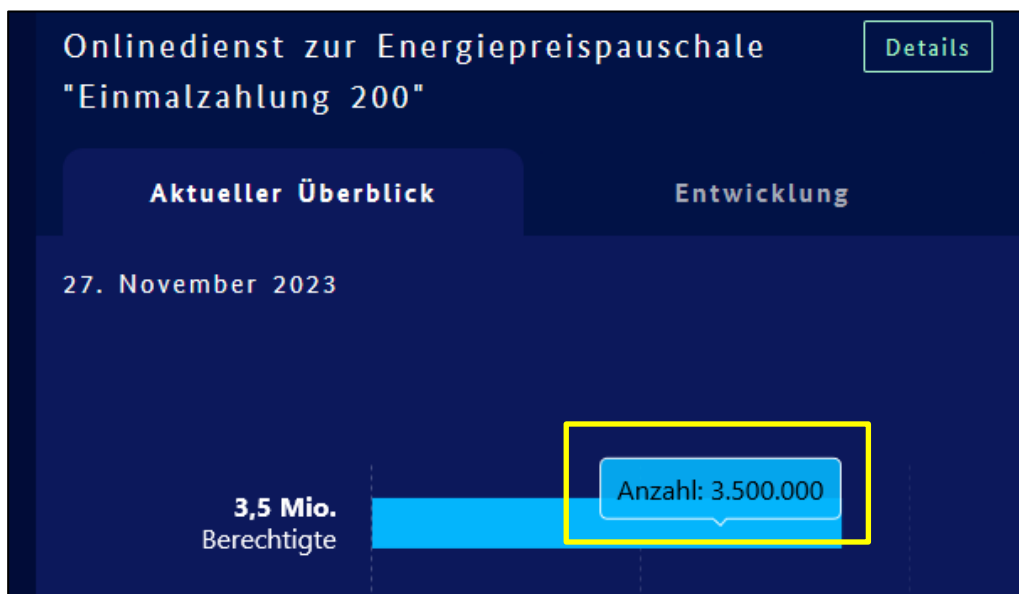 Onlinedienst zur Energiepreispauschale
"Einmalzahlung 200"
Details
Aktueller Überblick
Entwicklung
27. November 2023
Anzahl: 3.500.000
3,5 Mio.
Berechtigte